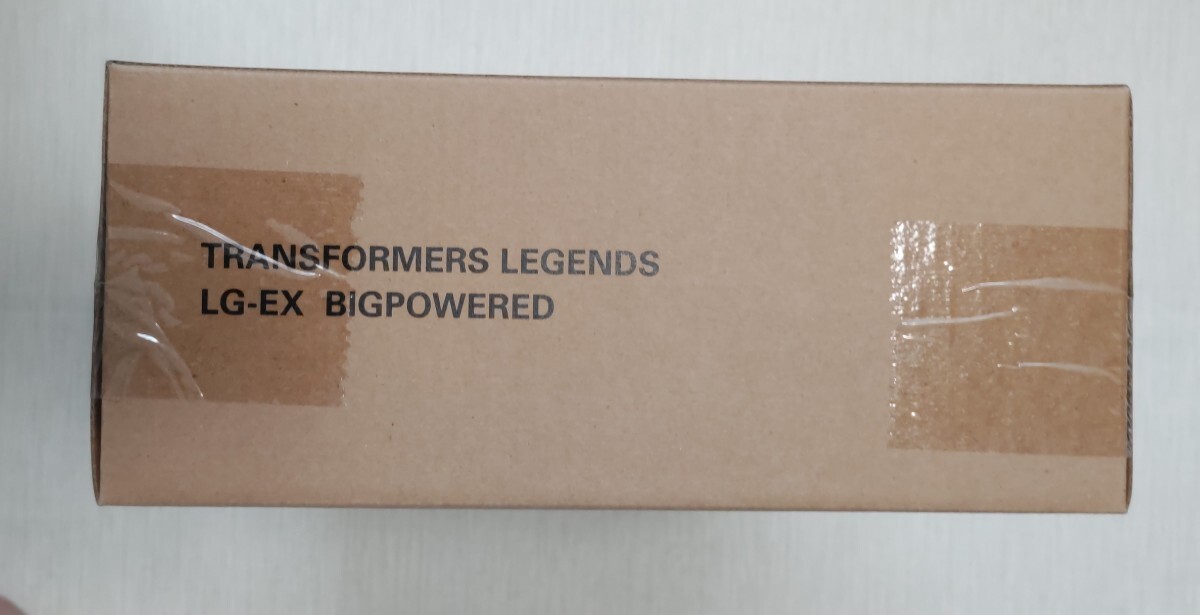 TRANSFORMERS LEGENDS
LG-EX BIGPOWERED